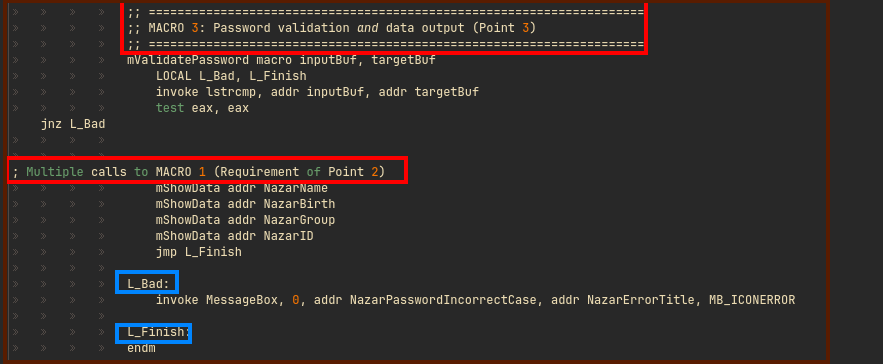 ;; =====================================================================
;; MACRO 3: Password validation and data output (Point 3)
;; =====================================================================
mValidatePassword macro inputBuf, targetBuf
LOCAL L_Bad, L_Finish
invoke lstrcmp, addr inputBuf, addr targetBuf
test eax, eax
jnz L_Bad
; Multiple calls to MACRO 1 (Requirement of Point 2)
mShowData addr NazarName
mShowData addr NazarBirth
mShowData addr NazarGroup
mShowData addr NazarID
jmp L_Finish
L_Bad:
invoke MessageBox, 0, addr NazarPasswordIncorrectCase, addr NazarErrorTitle, MB_ICONERROR
L_Finish:
endm